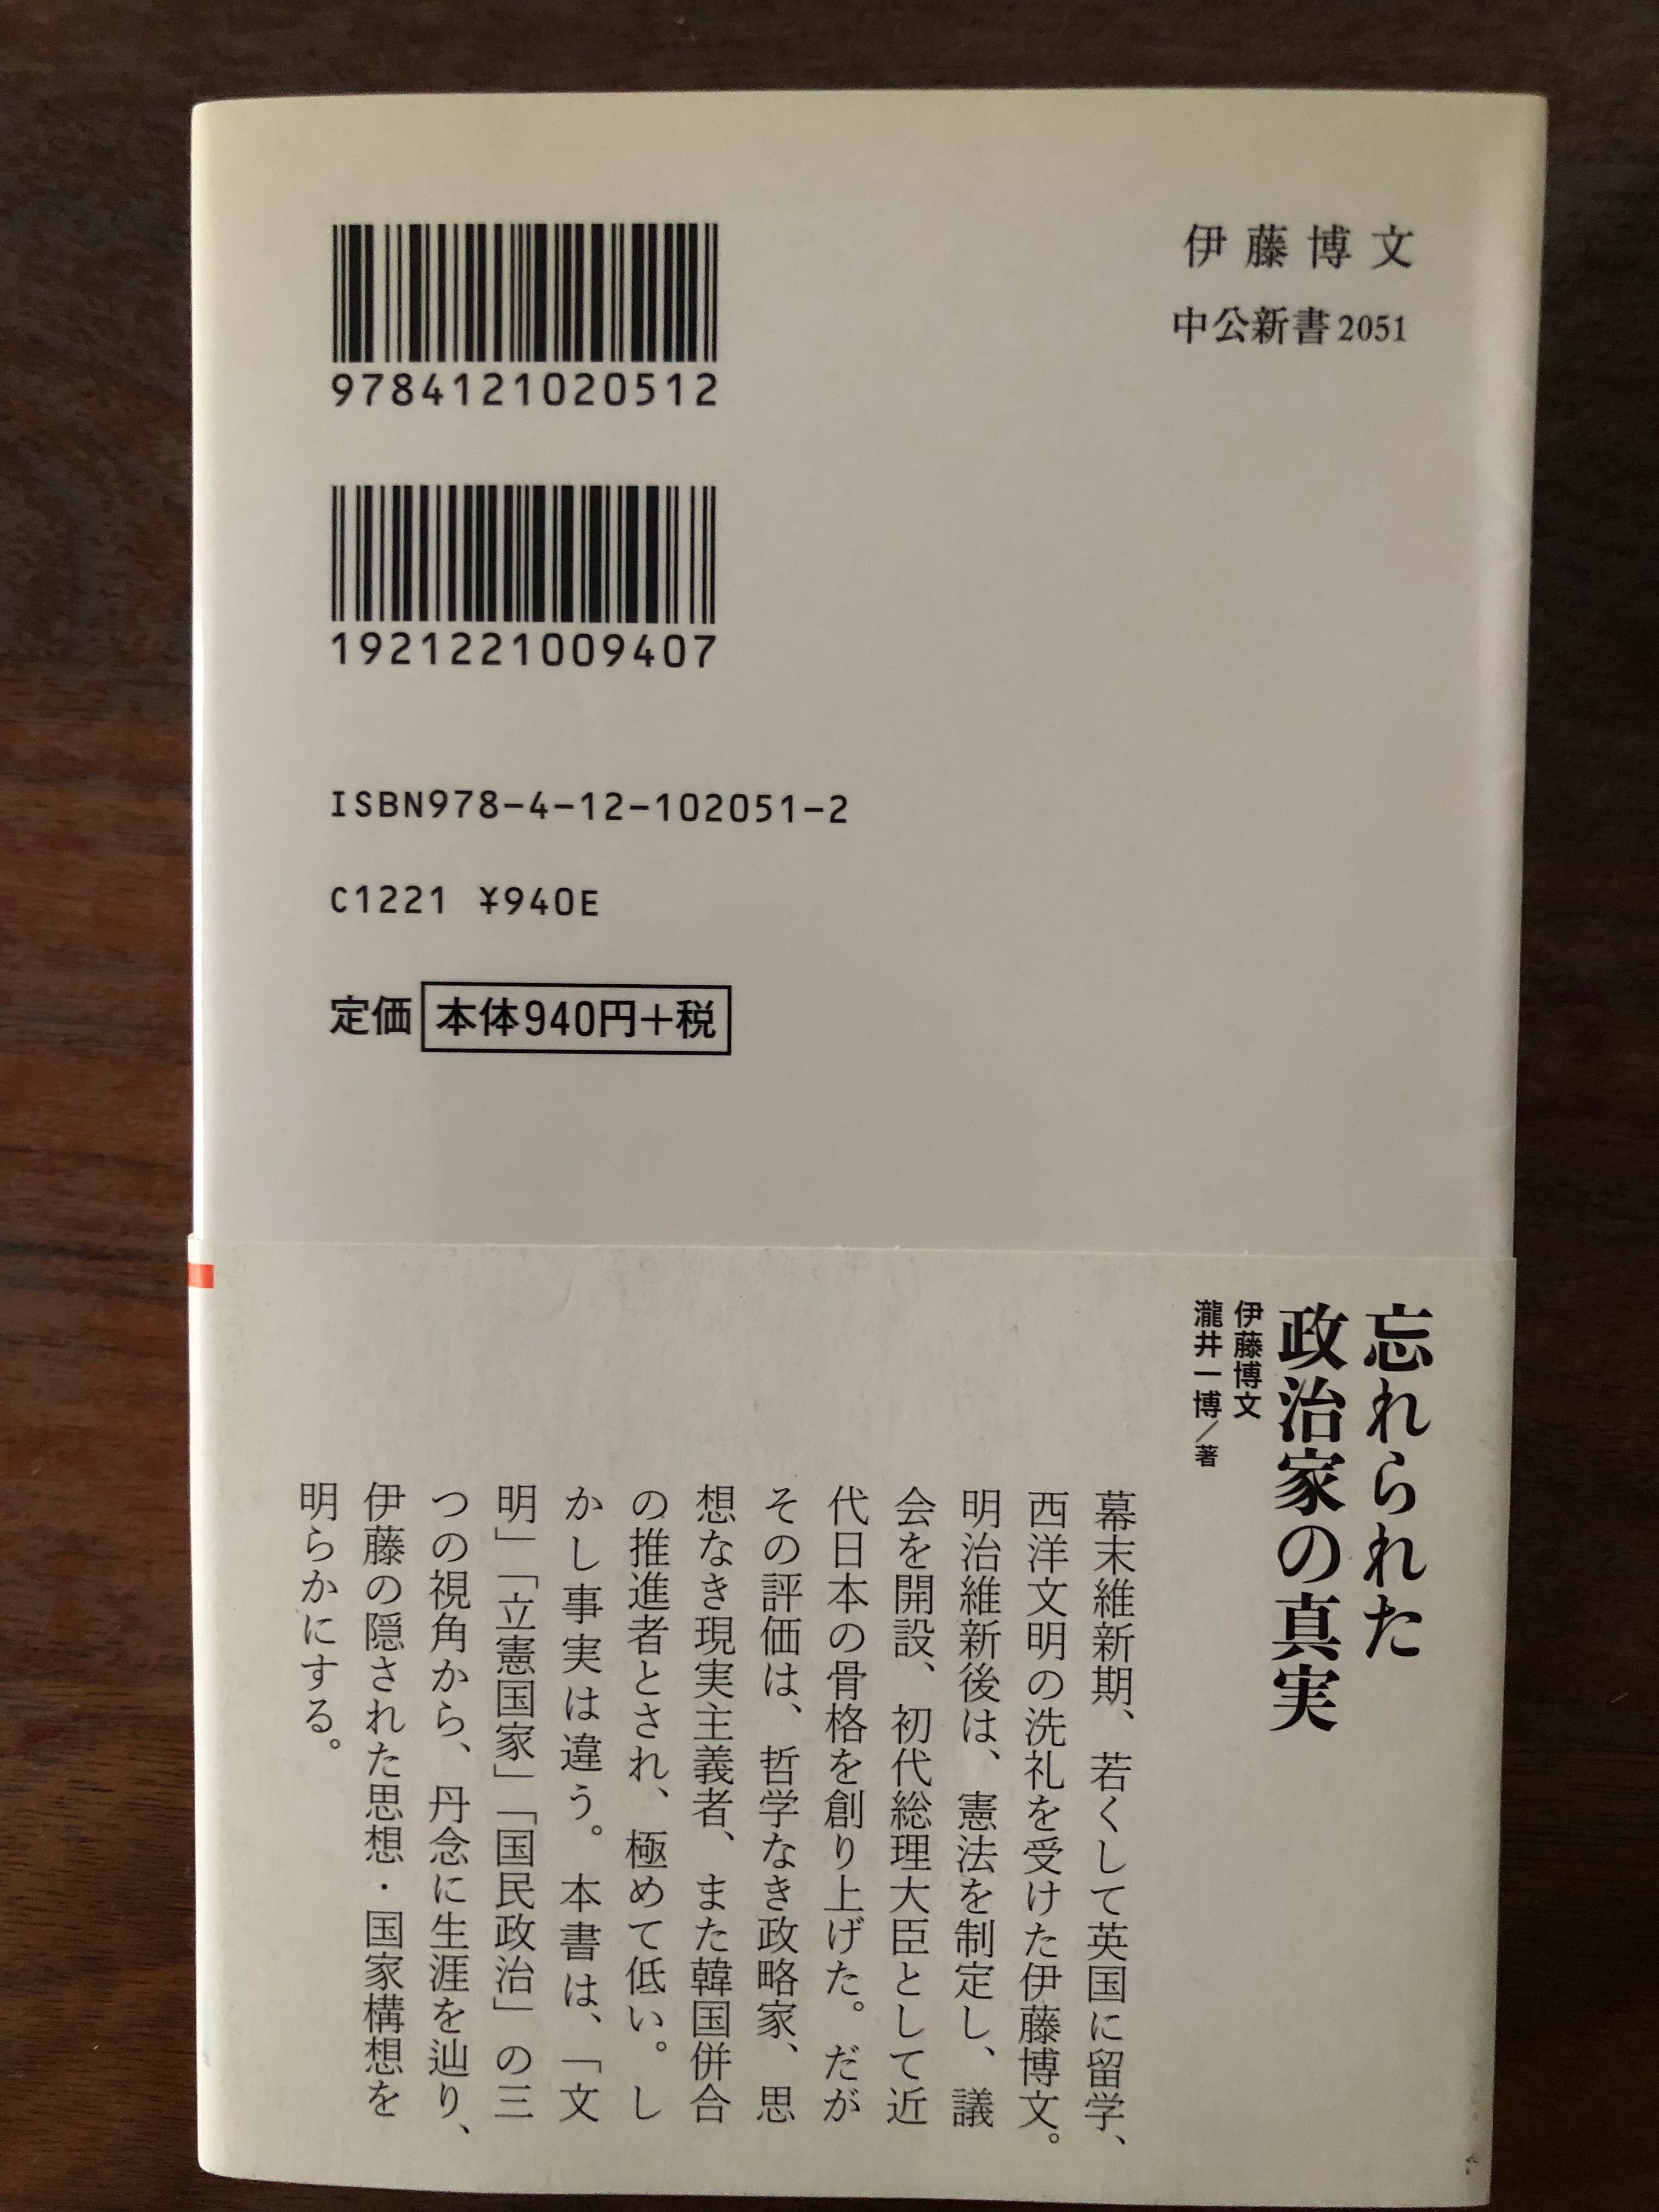 伊藤博文
中公新書2051
9784121020512
1921221009407
ISBN978-4-12-102051-2
C1221 ¥940E
定価 本体940円+税
忘れられた
政治家の真実
伊藤博文
瀧井一博/著
幕末維新期、若くして英国に留学、
西洋文明の洗礼を受けた伊藤博文。
明治維新後は、憲法を制定し、議
会を開設、初代総理大臣として近
代日本の骨格を創り上げた。だが
その評価は、哲学なき政略家、思
想なき現実主義者、また韓国併合
の推進者とされ、極めて低い。し
かし事実は違う。本書は、「文
明」「立憲国家」「国民政治」の三
つの視角から、丹念に生涯を辿り、
伊藤の隠された思想・国家構想を
明らかにする。